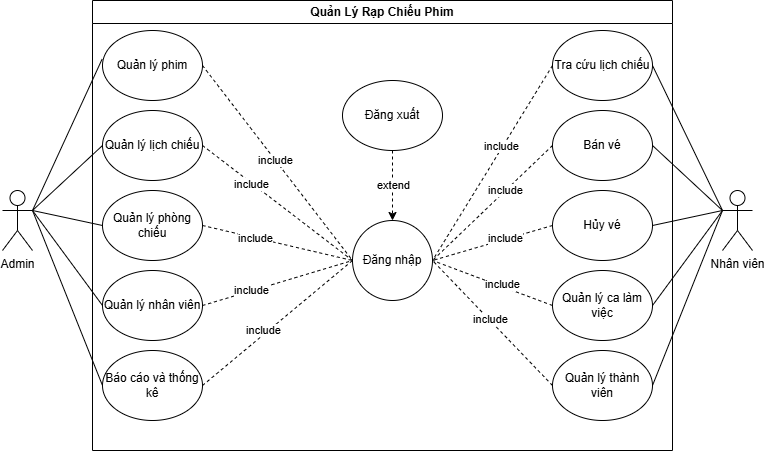 Quản Lý Rạp Chiếu Phim
Quản lý phim
Tra cứu lịch chiếu
Đăng xuất
Quản lý lịch chiếu
include
include
Bán vé
include
extend
include
Quản lý phòng
chiếu
Hủy vé
include
include
Admin
Đăng nhập
Nhân viên
include
include
Quản lý nhân viên
Quản lý ca làm
việc
include
include
Báo cáo và thống
kê
Quản lý thành
viên